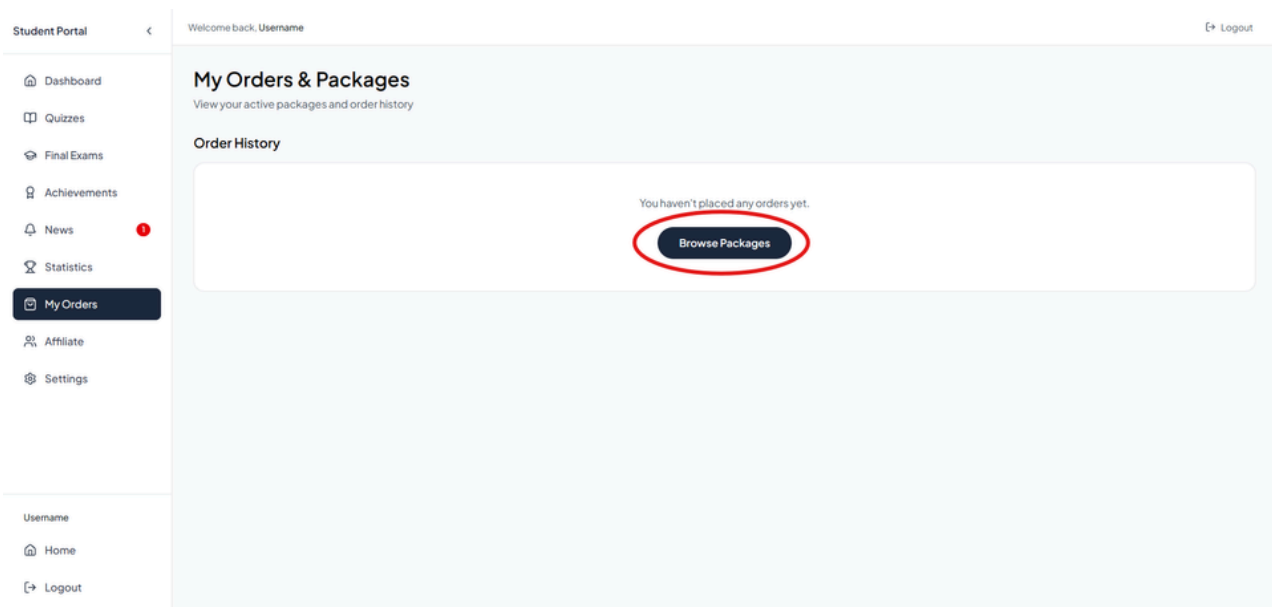 Student Portal
Welcome back, Username
Logout
Dashboard
Quizzes
Final Exams
Achievements
News 1
Statistics
My Orders
Affiliate
Settings
Username
Home
Logout
My Orders & Packages
View your active packages and order history
Order History
You haven't placed any orders yet.
Browse Packages